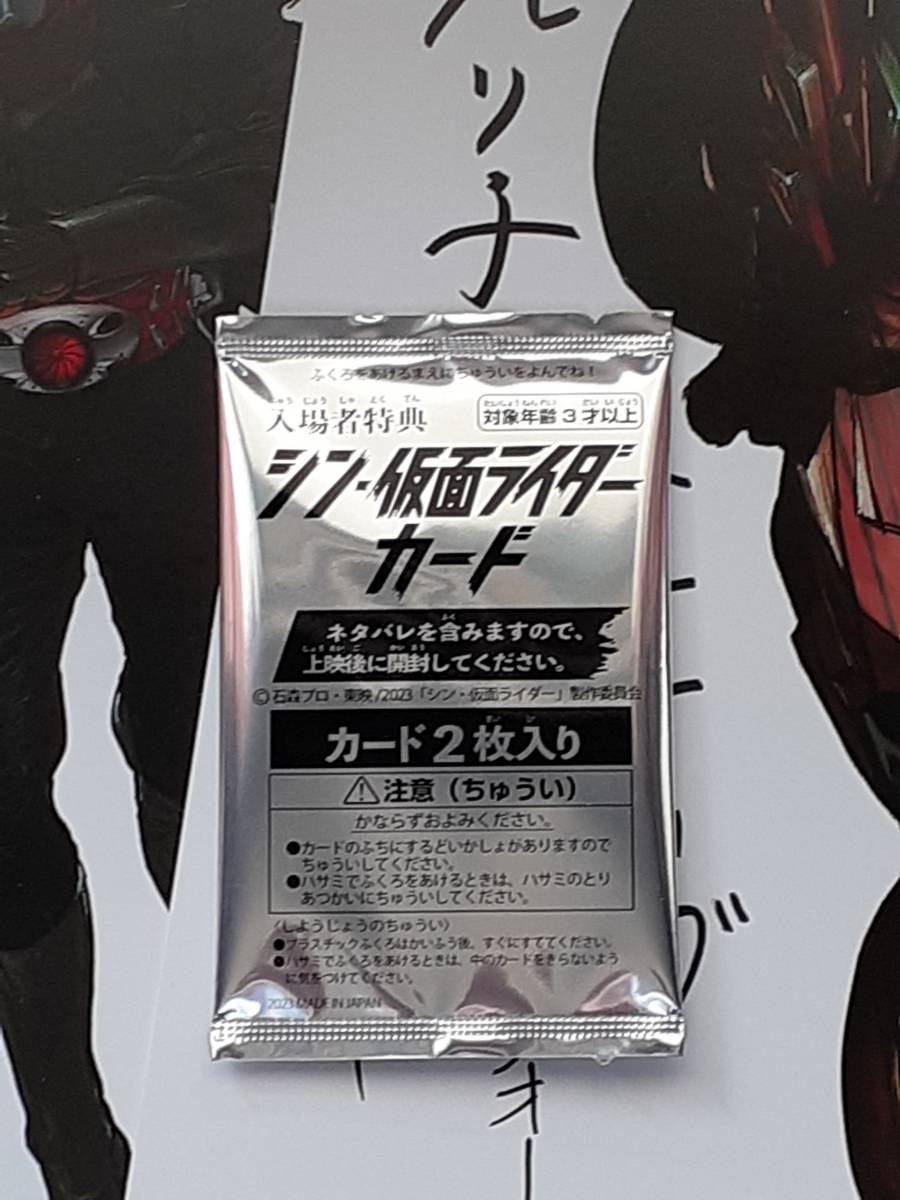 り子
ふくろをあけるまえにちゅういをよんでね！
入場者特典
対象年齢3才以上
シン・仮面ライダー
カード
ネタバレを含みますので、
上映後に開封してください。
©石森プロ・東映/2023「シン・仮面ライダー」製作委員会
カード2枚入り
⚠注意（ちゅうい）
かならずおよみください。
●カードのふちにするどいかしょがありますので
ちゅういしてください。
●ハサミでふくろをあけるときは、ハサミのとり
あつかいにちゅういしてください。
〈しようじょうのちゅうい〉
●プラスチックふくろはかいふう後、すぐにすててください。
●ハサミでふくろをあけるときは、中のカードをきらないよう
に気をつけてください。
2023 MADE IN JAPAN